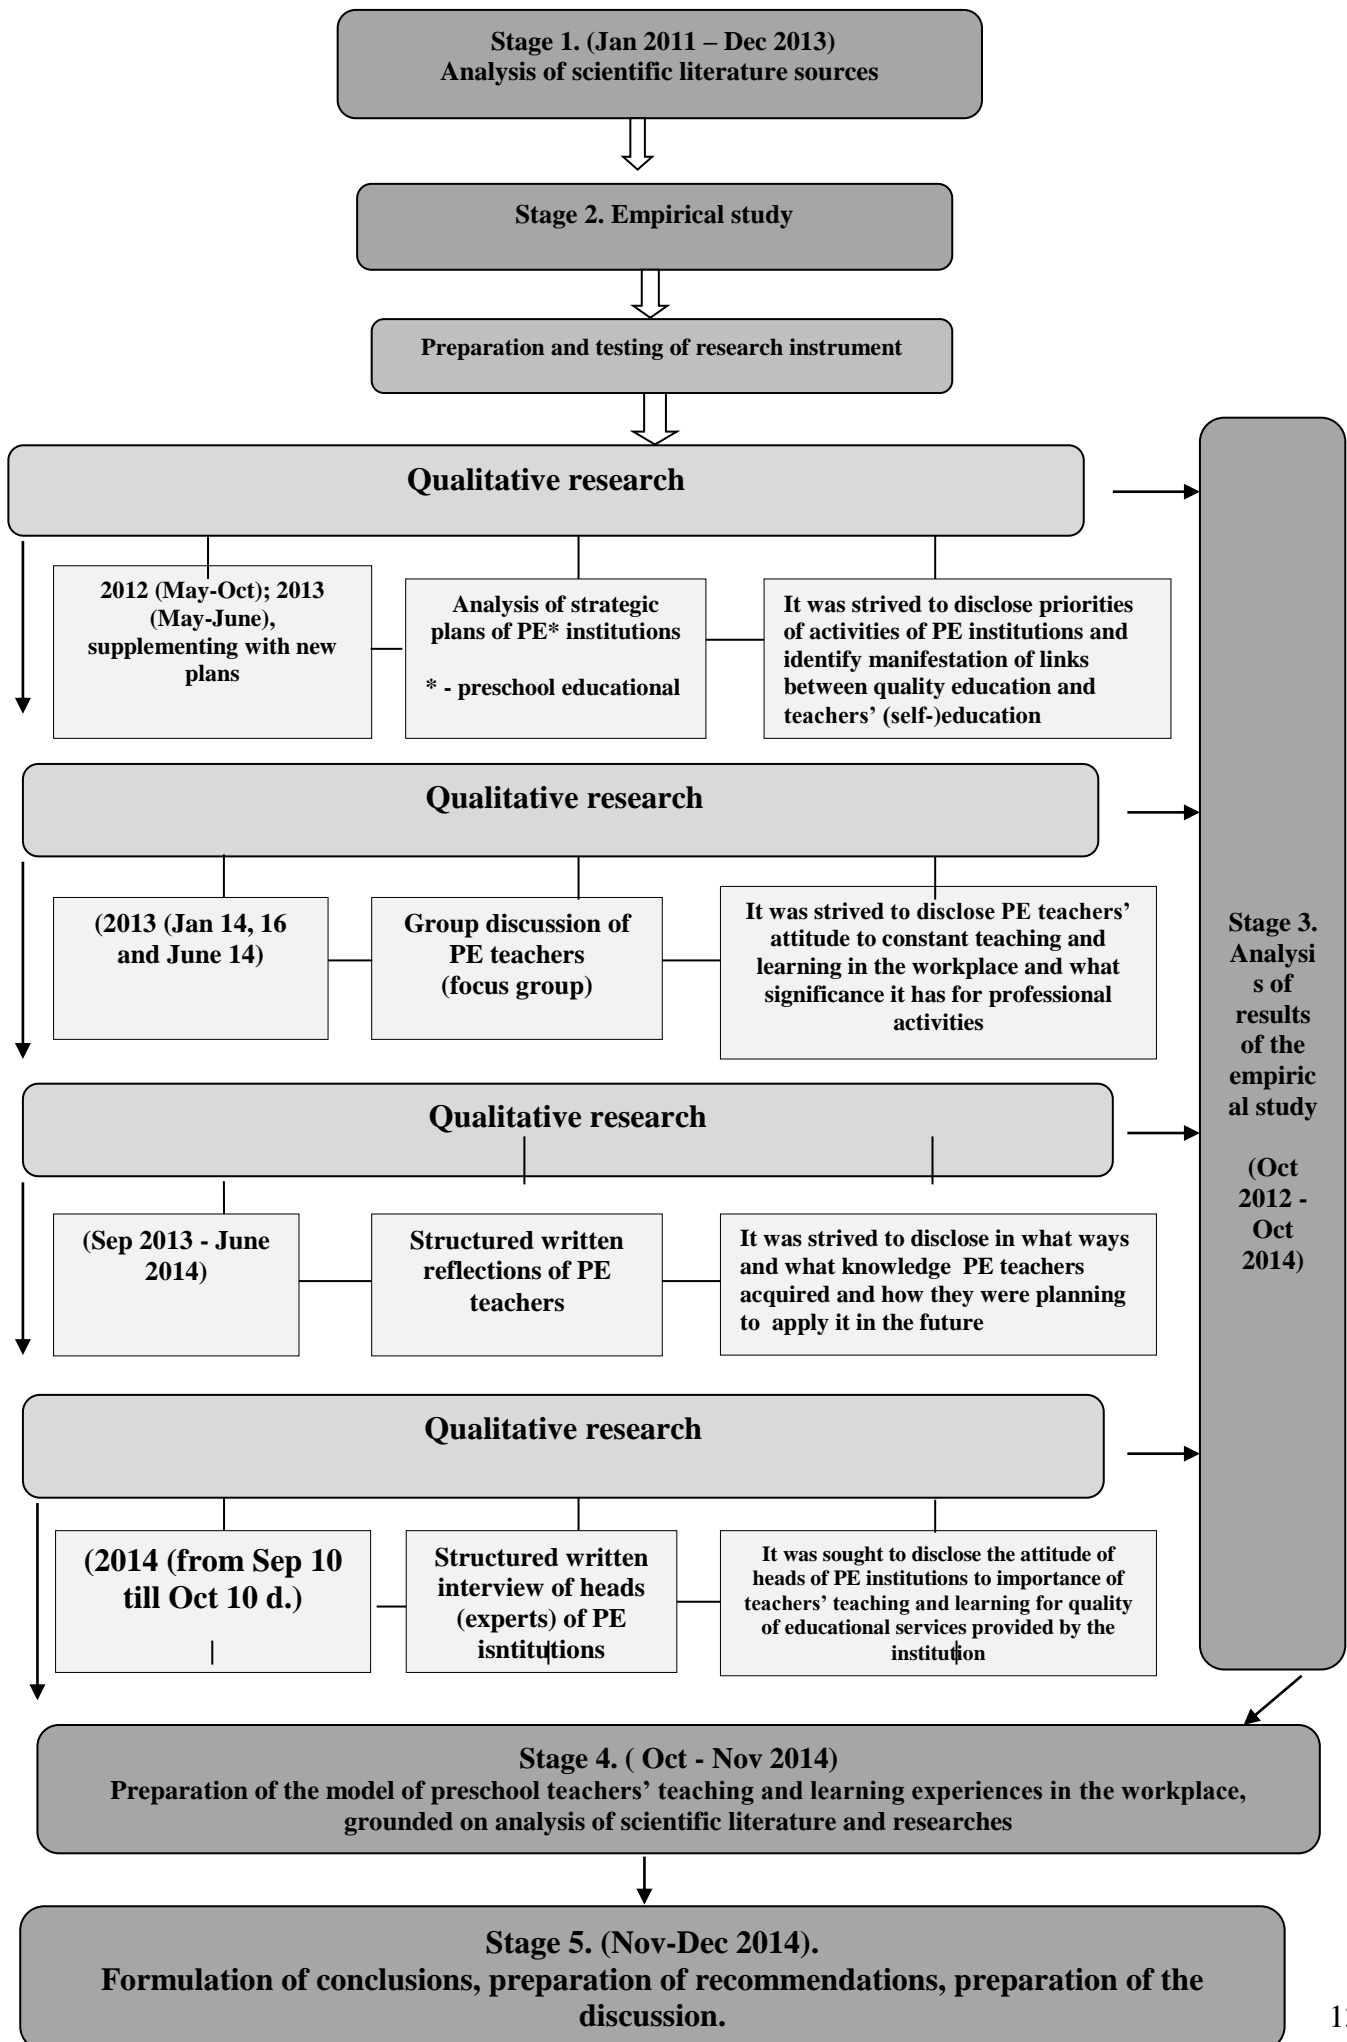 Stage 1. (Jan 2011 – Dec 2013)
Analysis of scientific literature sources
Stage 2. Empirical study
Preparation and testing of research instrument
Qualitative research
2012 (May-Oct); 2013
(May-June),
supplementing with new
plans
Analysis of strategic
plans of PE* institutions
* - preschool educational
It was strived to disclose priorities
of activities of PE institutions and
identify manifestation of links
between quality education and
teachers’ (self-)education
Qualitative research
(2013 (Jan 14, 16
and June 14)
Group discussion of
PE teachers
(focus group)
It was strived to disclose PE teachers’
attitude to constant teaching and
learning in the workplace and what
significance it has for professional
activities
Qualitative research
(Sep 2013 - June
2014)
Structured written
reflections of PE
teachers
It was strived to disclose in what ways
and what knowledge PE teachers
acquired and how they were planning
to apply it in the future
Qualitative research
(2014 (from Sep 10
till Oct 10 d.)
Structured written
interview of heads
(experts) of PE
isntitutions
It was sought to disclose the attitude of
heads of PE institutions to importance of
teachers’ teaching and learning for quality
of educational services provided by the
institution
Stage 3.
Analysi
s of
results
of the
empiric
al study
(Oct
2012 -
Oct
2014)
Stage 4. ( Oct - Nov 2014)
Preparation of the model of preschool teachers’ teaching and learning experiences in the workplace,
grounded on analysis of scientific literature and researches
Stage 5. (Nov-Dec 2014).
Formulation of conclusions, preparation of recommendations, preparation of the
discussion.